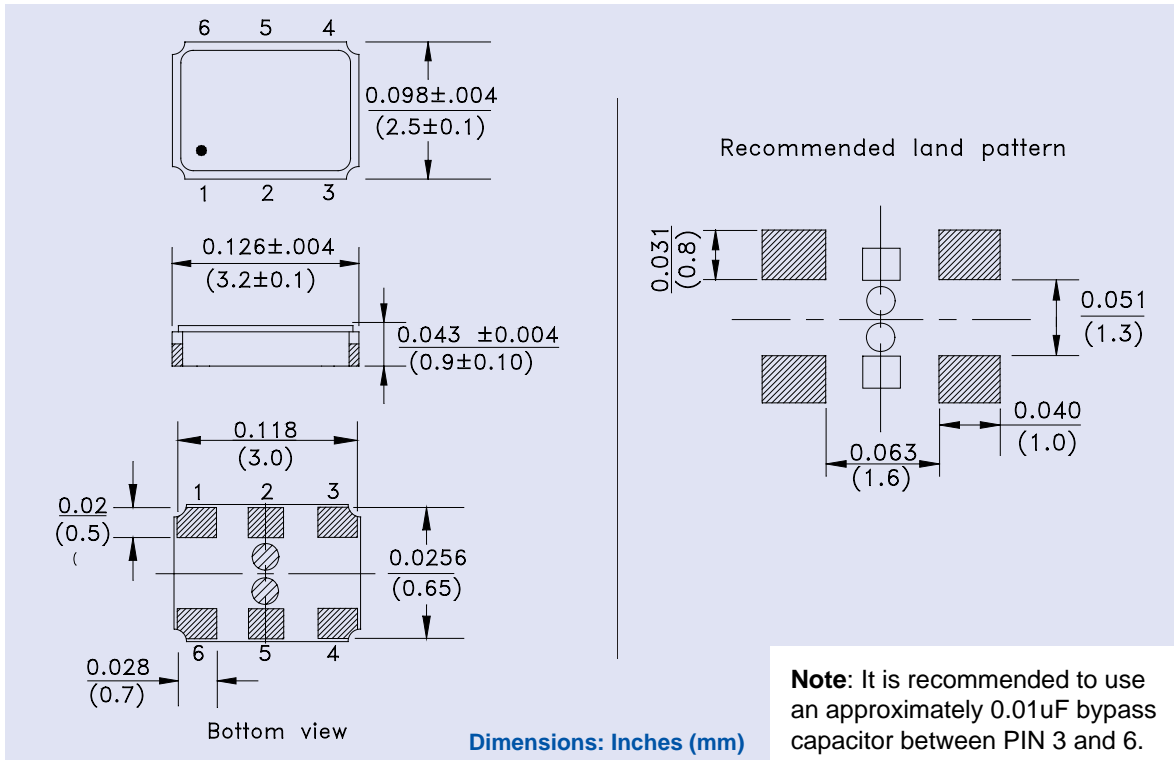 6 5 4
0.098±.004
(2.5±0.1)
1 2 3
0.126±.004
(3.2±0.1)
0.043 ±0.004
(0.9±0.10)
0.118
(3.0)
1 2 3
0.02
(0.5)
(
0.0256
(0.65)
6 5 4
0.028
(0.7)
Bottom view
Dimensions: Inches (mm)
Recommended land pattern
0.031
(0.8)
0.051
(1.3)
0.040
(1.0)
0.063
(1.6)
Note: It is recommended to use
an approximately 0.01uF bypass
capacitor between PIN 3 and 6.